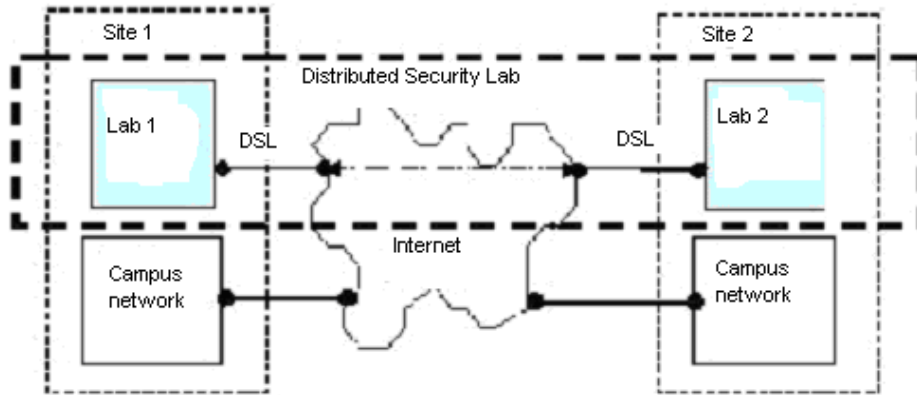 Site 1
Site 2
Distributed Security Lab
Lab 1
Lab 2
DSL
DSL
Internet
Campus
network
Campus
network